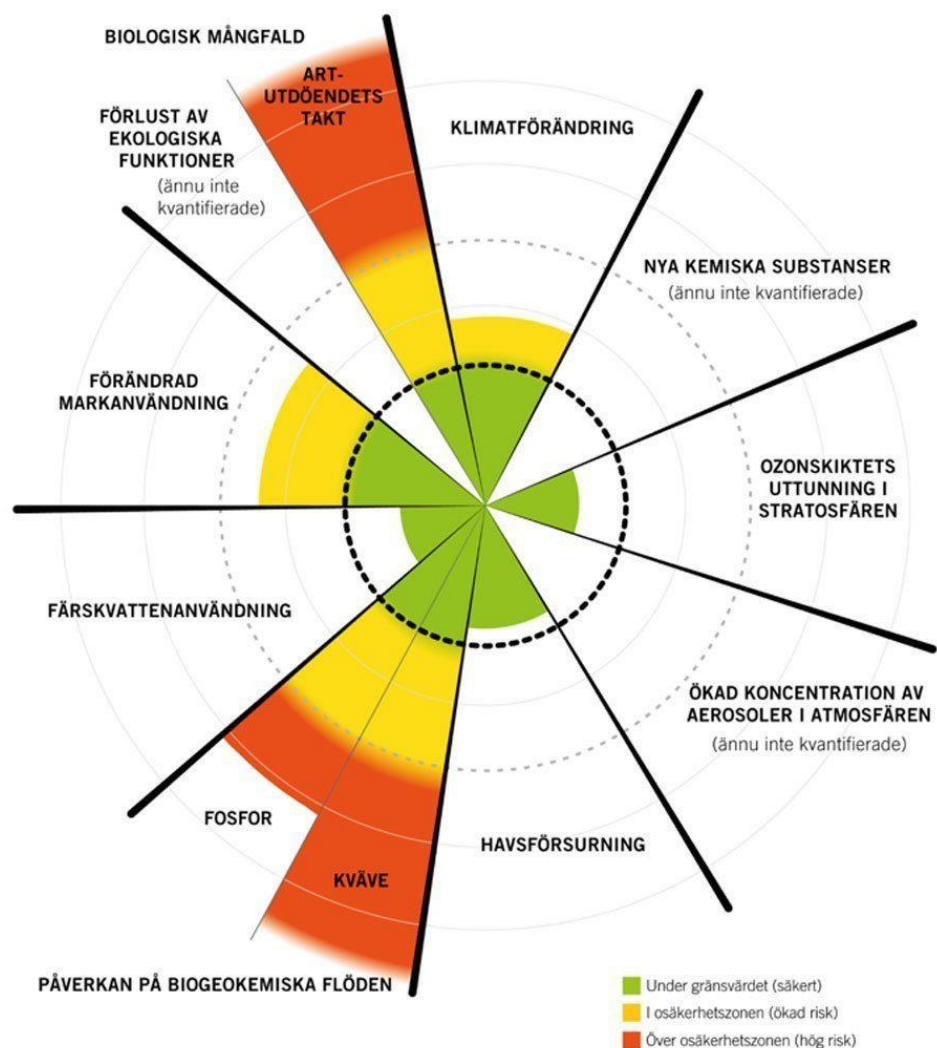 BIOLOGISK MÅNGFALD
ART-
UTDÖENDETS
TAKT
FÖRLUST AV
EKOLOGISKA
FUNKTIONER
(ännu inte
kvantifierade)
KLIMATFÖRÄNDRING
NYA KEMISKA SUBSTANSER
(ännu inte kvantifierade)
FÖRÄNDRAD
MARKANVÄNDNING
OZONSKIKTETS
UTTUNNING I
STRATOSFÄREN
FÄRSKVATTENANVÄNDNING
ÖKAD KONCENTRATION AV
AEROSOLER I ATMOSFÄREN
(ännu inte kvantifierade)
FOSFOR
HAVSFÖRSURNING
KVÄVE
PÅVERKAN PÅ BIOGEOKEMISKA FLÖDEN
Under gränsvärdet (säkert)
I osäkerhetszonen (ökad risk)
Över osäkerhetszonen (hög risk)